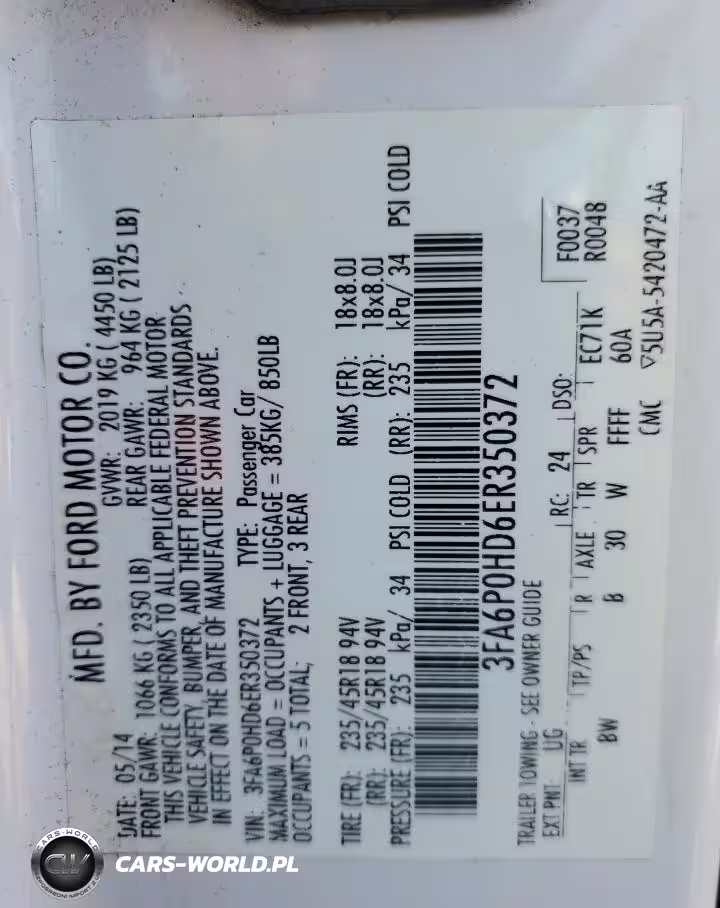 MFD. BY FORD MOTOR CO.
DATE: 05/14 GVWR: 2019 KG ( 4450 LB)
FRONT GAWR: 1066 KG ( 2350 LB) REAR GAWR: 964 KG ( 2125 LB)
THIS VEHICLE CONFORMS TO ALL APPLICABLE FEDERAL MOTOR
VEHICLE SAFETY, BUMPER, AND THEFT PREVENTION STANDARDS
IN EFFECT ON THE DATE OF MANUFACTURE SHOWN ABOVE.
VIN: 3FA6P0HD6ER350372 TYPE: Passenger Car
MAXIMUM LOAD = OCCUPANTS + LUGGAGE = 385KG/ 850LB
OCCUPANTS = 5 TOTAL; 2 FRONT, 3 REAR
TIRE (FR): 235/45R18 94V RIMS (FR): 18x8.0J
(RR): 235/45R18 94V (RR): 18x8.0J
PRESSURE (FR): 235 kPa/ 34 PSI COLD (RR): 235 kPa/ 34 PSI COLD
3FA6P0HD6ER350372
TRAILER TOWING - SEE OWNER GUIDE
EXT PNT: UG RC: 24 DSO: F0037
INT TR TP/PS R AXLE TR SPR EC71K R0048
BW B 30 W FFFF 60A
CMC ▽5U5A-5420472-AA
CARS-WORLD
CW
CARS-WORLD.PL